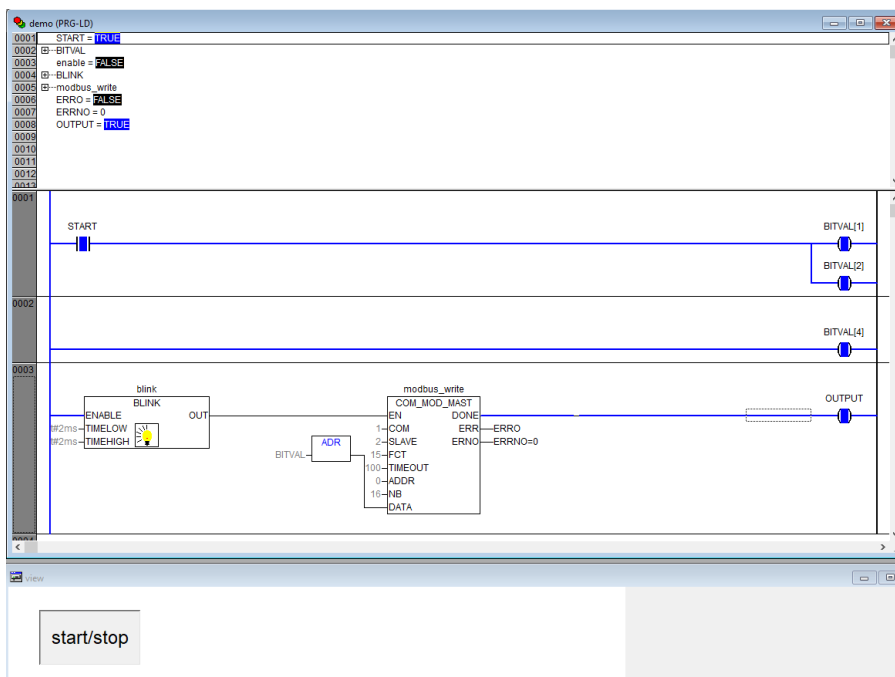 demo (PRG-LD)
0001 START = TRUE
0002 BITVAL
0003 enable = FALSE
0004 BLINK
0005 modbus_write
0006 ERRO = FALSE
0007 ERRNO = 0
0008 OUTPUT = TRUE
0009
0010
0011
0012
0013
0001
START
BITVAL[1]
BITVAL[2]
0002
BITVAL[4]
0003
blink
BLINK
ENABLE OUT
t#2ms TIMELOW
t#2ms TIMEHIGH
BITVAL
ADR
modbus_write
COM_MOD_MAST
EN DONE
1 COM ERR ERRO
2 SLAVE ERNO ERRNO=0
15 FCT
100 TIMEOUT
0 ADDR
16 NB
DATA
OUTPUT
0004
view
start/stop